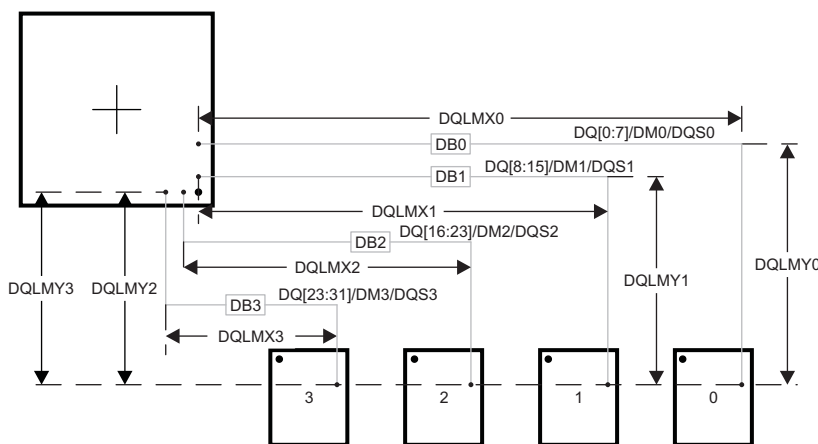 DQLMX0
DQ[0:7]/DM0/DQS0
DB0
DQ[8:15]/DM1/DQS1
DB1
DQLMX1
DQ[16:23]/DM2/DQS2
DB2
DQLMX2
DQLMY3
DQLMY2
DQLMY1
DQLMY0
DQ[23:31]/DM3/DQS3
DB3
DQLMX3
3
2
1
0